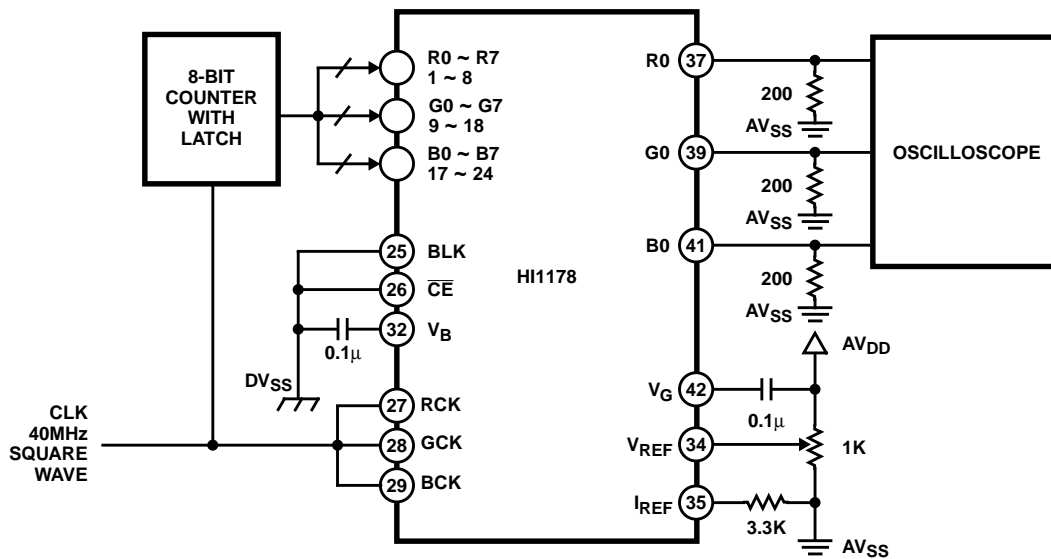 8-BIT
COUNTER
WITH
LATCH
R0 ~ R7
1 ~ 8
G0 ~ G7
9 ~ 18
B0 ~ B7
17 ~ 24
25
BLK
26
CE
32
VB
0.1μ
DVSS
27
RCK
28
GCK
29
BCK
CLK
40MHz
SQUARE
WAVE
HI1178
R0
37
200
AVSS
G0
39
200
AVSS
B0
41
200
AVSS
OSCILLOSCOPE
AVDD
VG
42
0.1μ
VREF
34
1K
IREF
35
3.3K
AVSS